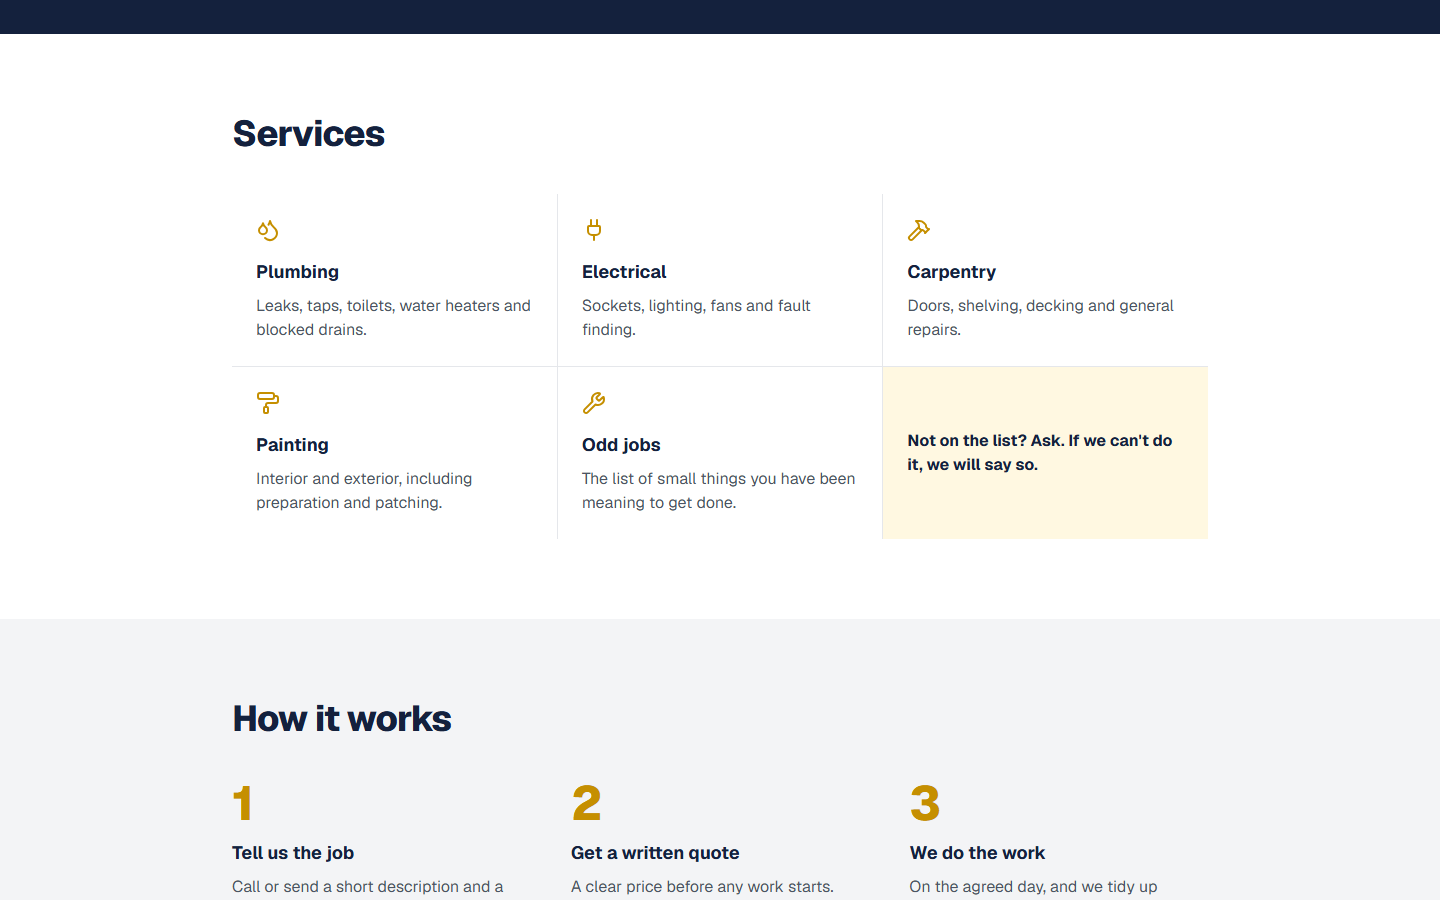 Services
Plumbing
Leaks, taps, toilets, water heaters and
blocked drains.
Electrical
Sockets, lighting, fans and fault
finding.
Carpentry
Doors, shelving, decking and general
repairs.
Painting
Interior and exterior, including
preparation and patching.
Odd jobs
The list of small things you have been
meaning to get done.
Not on the list? Ask. If we can't do
it, we will say so.
How it works
1
Tell us the job
Call or send a short description and a
2
Get a written quote
A clear price before any work starts.
3
We do the work
On the agreed day, and we tidy up